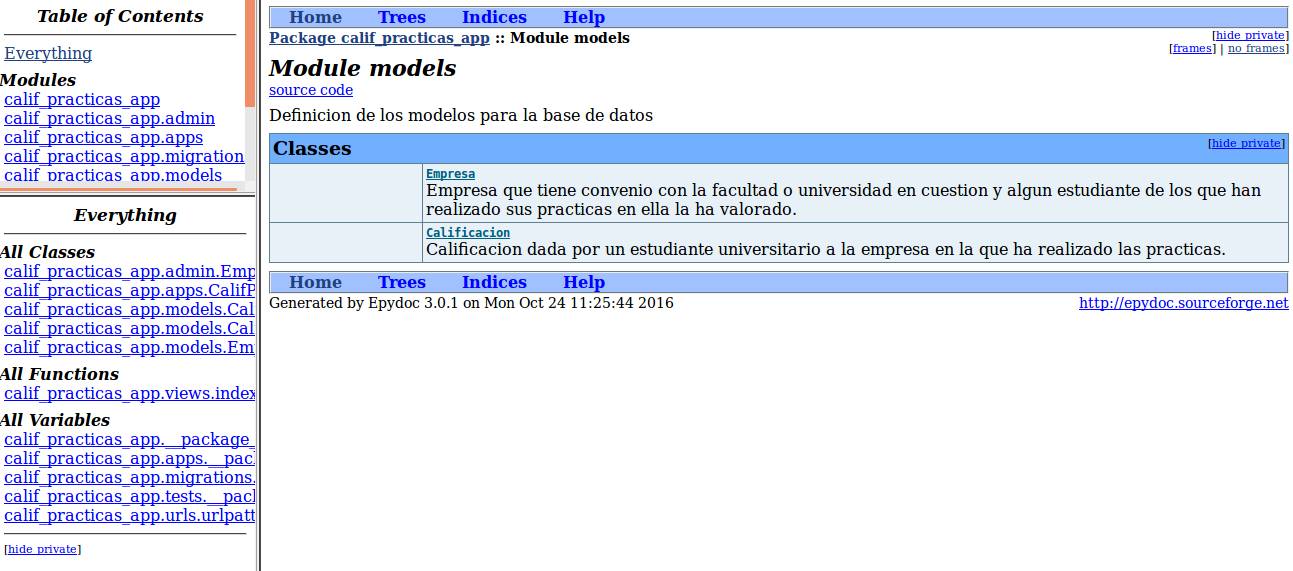 Table of Contents
Everything
Modules
calif_practicas_app
calif_practicas_app.admin
calif_practicas_app.apps
calif_practicas_app.migration
calif_practicas_app.models
Everything
All Classes
calif_practicas_app.admin.Emp
calif_practicas_app.apps.CalifP
calif_practicas_app.models.Cal
calif_practicas_app.models.Cal
calif_practicas_app.models.Em
All Functions
calif_practicas_app.views.index
All Variables
calif_practicas_app.__package_
calif_practicas_app.apps.__pac
calif_practicas_app.migrations.
calif_practicas_app.tests.__pack
calif_practicas_app.urls.urlpatt
[hide private]
Home Trees Indices Help
Package calif_practicas_app :: Module models
[hide private]
[frames] | no frames]
Module models
source code
Definicion de los modelos para la base de datos
Classes [hide private]
Empresa
Empresa que tiene convenio con la facultad o universidad en cuestion y algun estudiante de los que han
realizado sus practicas en ella la ha valorado.
Calificacion
Calificacion dada por un estudiante universitario a la empresa en la que ha realizado las practicas.
Home Trees Indices Help
Generated by Epydoc 3.0.1 on Mon Oct 24 11:25:44 2016 http://epydoc.sourceforge.net